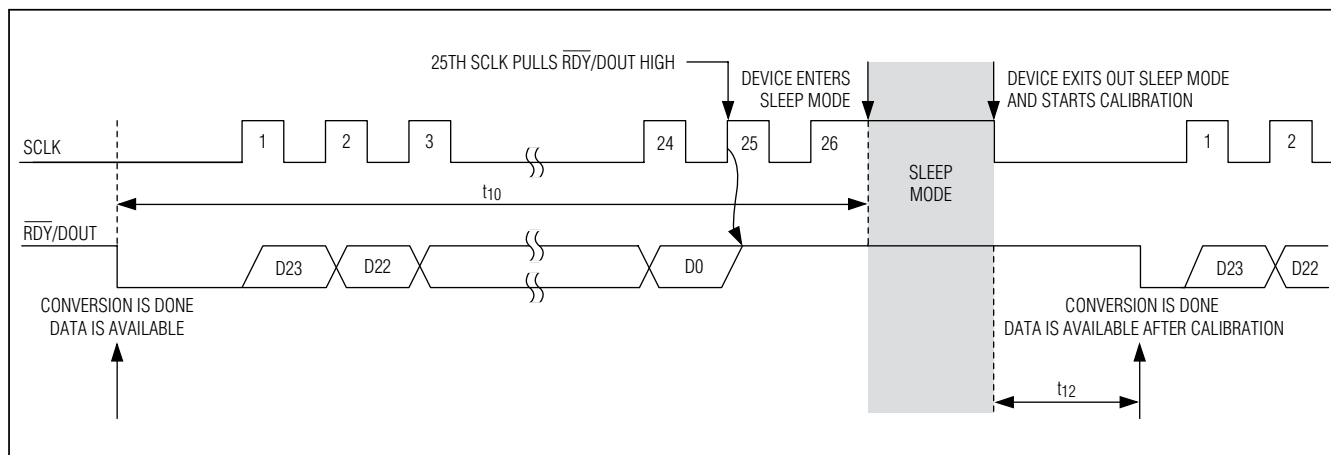 25TH SCLK PULLS R̅D̅Y̅/DOUT HIGH
DEVICE ENTERS
SLEEP MODE
DEVICE EXITS OUT SLEEP MODE
AND STARTS CALIBRATION
SCLK
1
2
3
24
25
26
1
2
SLEEP
MODE
t10
R̅D̅Y̅/DOUT
D23
D22
D0
D23
D22
CONVERSION IS DONE
DATA IS AVAILABLE
CONVERSION IS DONE
DATA IS AVAILABLE AFTER CALIBRATION
t12